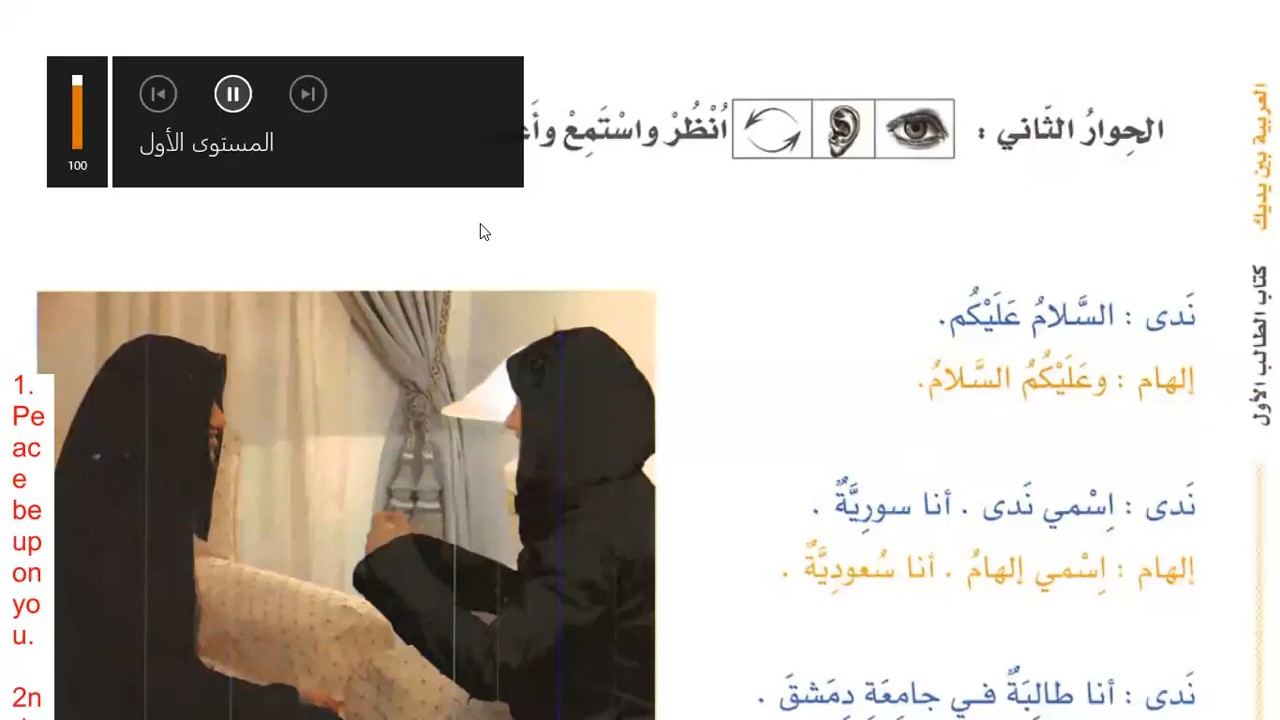 الحِوارُ الثّاني :
اُنْظُرْ واسْتَمِعْ
المستوى الأول
100
العربية بين يديك
كتاب الطالب الأول
نَدى : السَّلامُ عَلَيْكُم.
إلهام : وعَلَيْكُمُ السَّلامُ.
نَدى : اِسْمي نَدى . أنا سورِيَّةٌ .
إلهام : اِسْمي إلهامُ . أنا سُعودِيَّةٌ .
نَدى : أنا طالِبَةٌ في جامِعَةِ دِمَشقَ .
1.
Pe
ac
e
be
up
on
yo
u.
2n